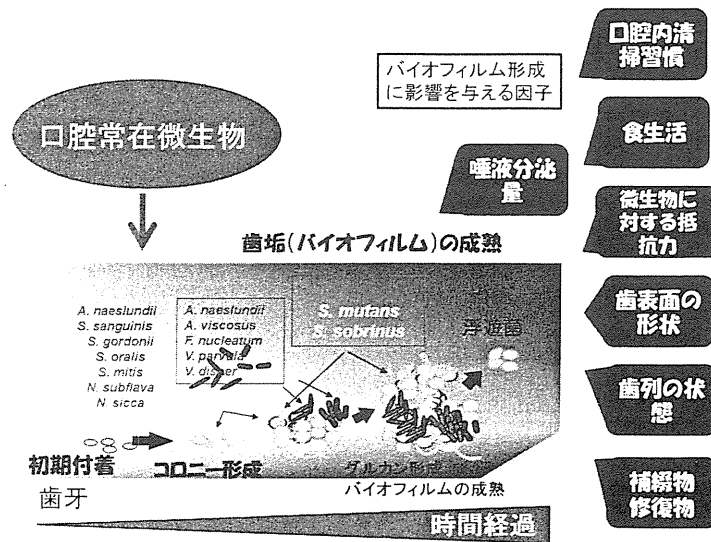 口腔内清
掃習慣
バイオフィルム形成
に影響を与える因子
口腔常在微生物
食生活
唾液分泌
量
微生物に
対する抵
抗力
歯垢(バイオフィルム)の成熟
A. naeslundii
S. sanguinis
S. gordonii
S. oralis
S. mitis
N. subflava
N. sicca
A. naeslundii
A. viscosus
F. nucleatum
V. parvula
V. dispar
S. mutans
S. sobrinus
浮遊菌
歯表面の
形状
歯列の状
態
初期付着
コロニー形成
グルカン形成
バイオフィルムの成熟
補綴物
修復物
歯牙
時間経過